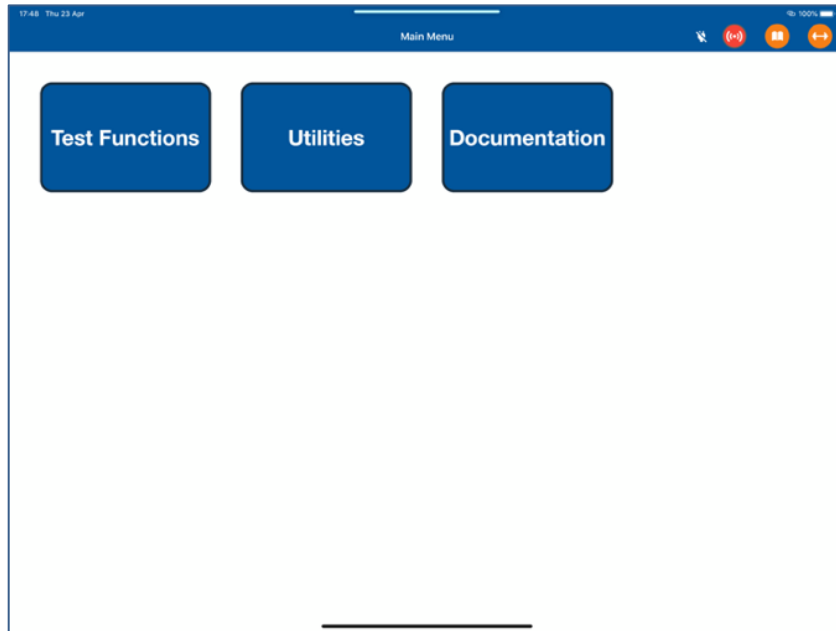 17:48 Thu 23 Apr
100%
Main Menu
Test Functions
Utilities
Documentation